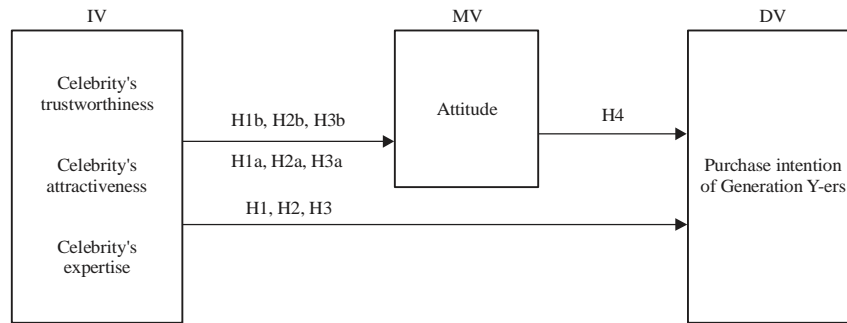 IV
MV
DV
Celebrity's
trustworthiness
Celebrity's
attractiveness
Celebrity's
expertise
H1b, H2b, H3b
H1a, H2a, H3a
H1, H2, H3
Attitude
H4
Purchase intention
of Generation Y-ers